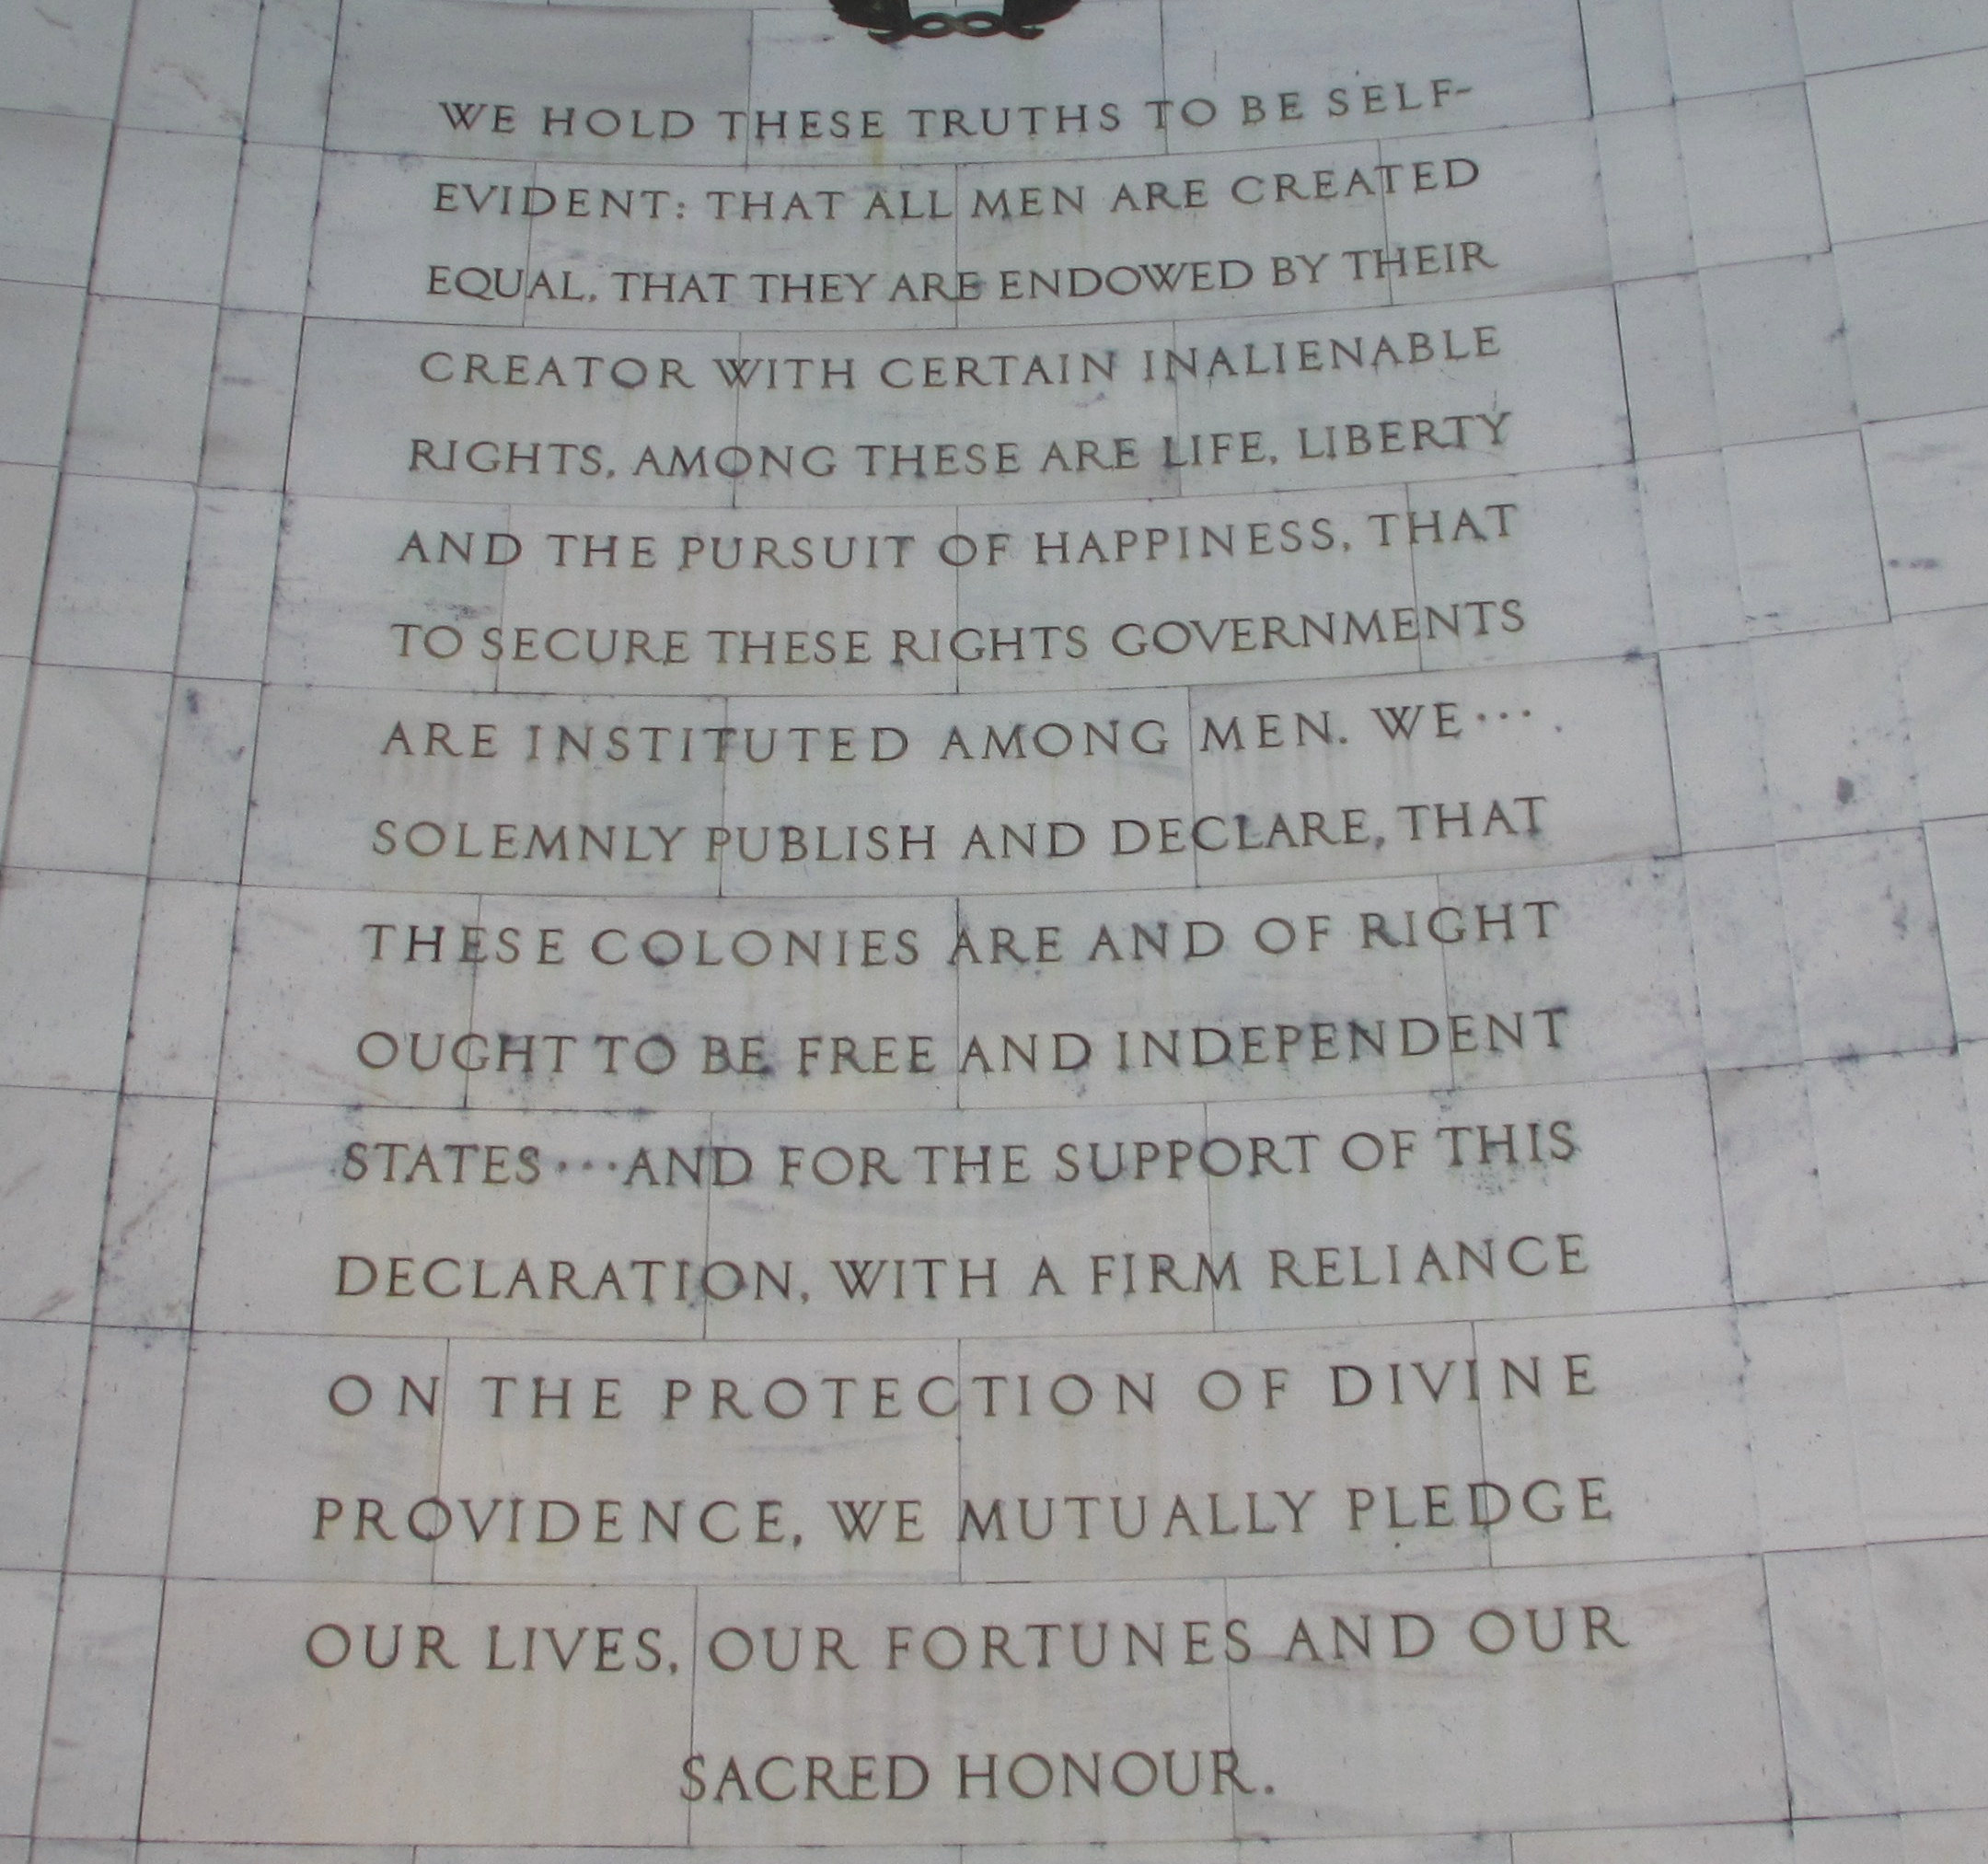 WE HOLD THESE TRUTHS TO BE SELF-
EVIDENT: THAT ALL MEN ARE CREATED
EQUAL, THAT THEY ARE ENDOWED BY THEIR
CREATOR WITH CERTAIN INALIENABLE
RIGHTS, AMONG THESE ARE LIFE, LIBERTY
AND THE PURSUIT OF HAPPINESS, THAT
TO SECURE THESE RIGHTS GOVERNMENTS
ARE INSTITUTED AMONG MEN. WE···
SOLEMNLY PUBLISH AND DECLARE, THAT
THESE COLONIES ARE AND OF RIGHT
OUGHT TO BE FREE AND INDEPENDENT
STATES···AND FOR THE SUPPORT OF THIS
DECLARATION, WITH A FIRM RELIANCE
ON THE PROTECTION OF DIVINE
PROVIDENCE, WE MUTUALLY PLEDGE
OUR LIVES, OUR FORTUNES AND OUR
SACRED HONOUR.